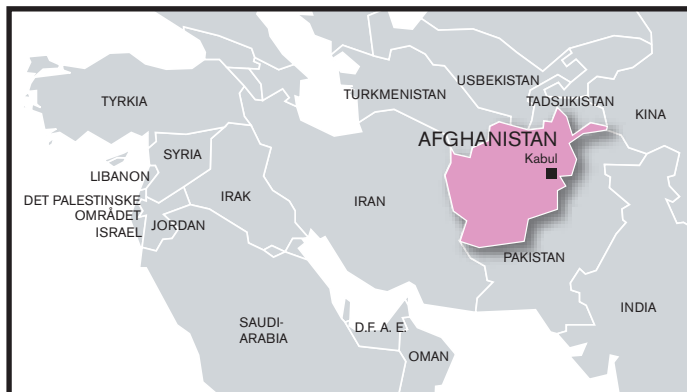 TYRKIA
TURKMENISTAN
USBEKISTAN
TADSJIKISTAN
KINA
AFGHANISTAN
Kabul
SYRIA
LIBANON
IRAK
IRAN
DET PALESTINSKE
OMRÅDET
ISRAEL
JORDAN
PAKISTAN
INDIA
SAUDI-
ARABIA
D.F. A. E.
OMAN